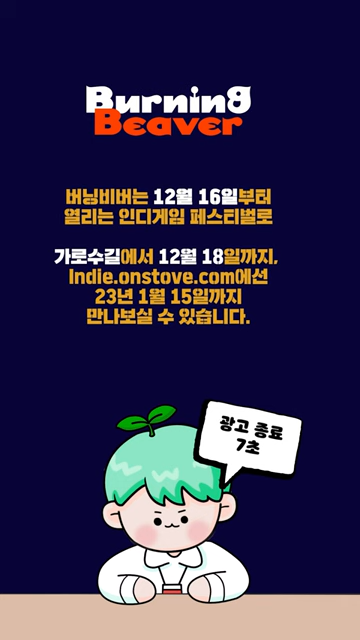 Burning
Beaver
버닝비버는 12월 16일부터
열리는 인디게임 페스티벌로
가로수길에서 12월 18일까지,
Indie.onstove.com에선
23년 1월 15일까지
만나보실 수 있습니다.
광고 종료
7초